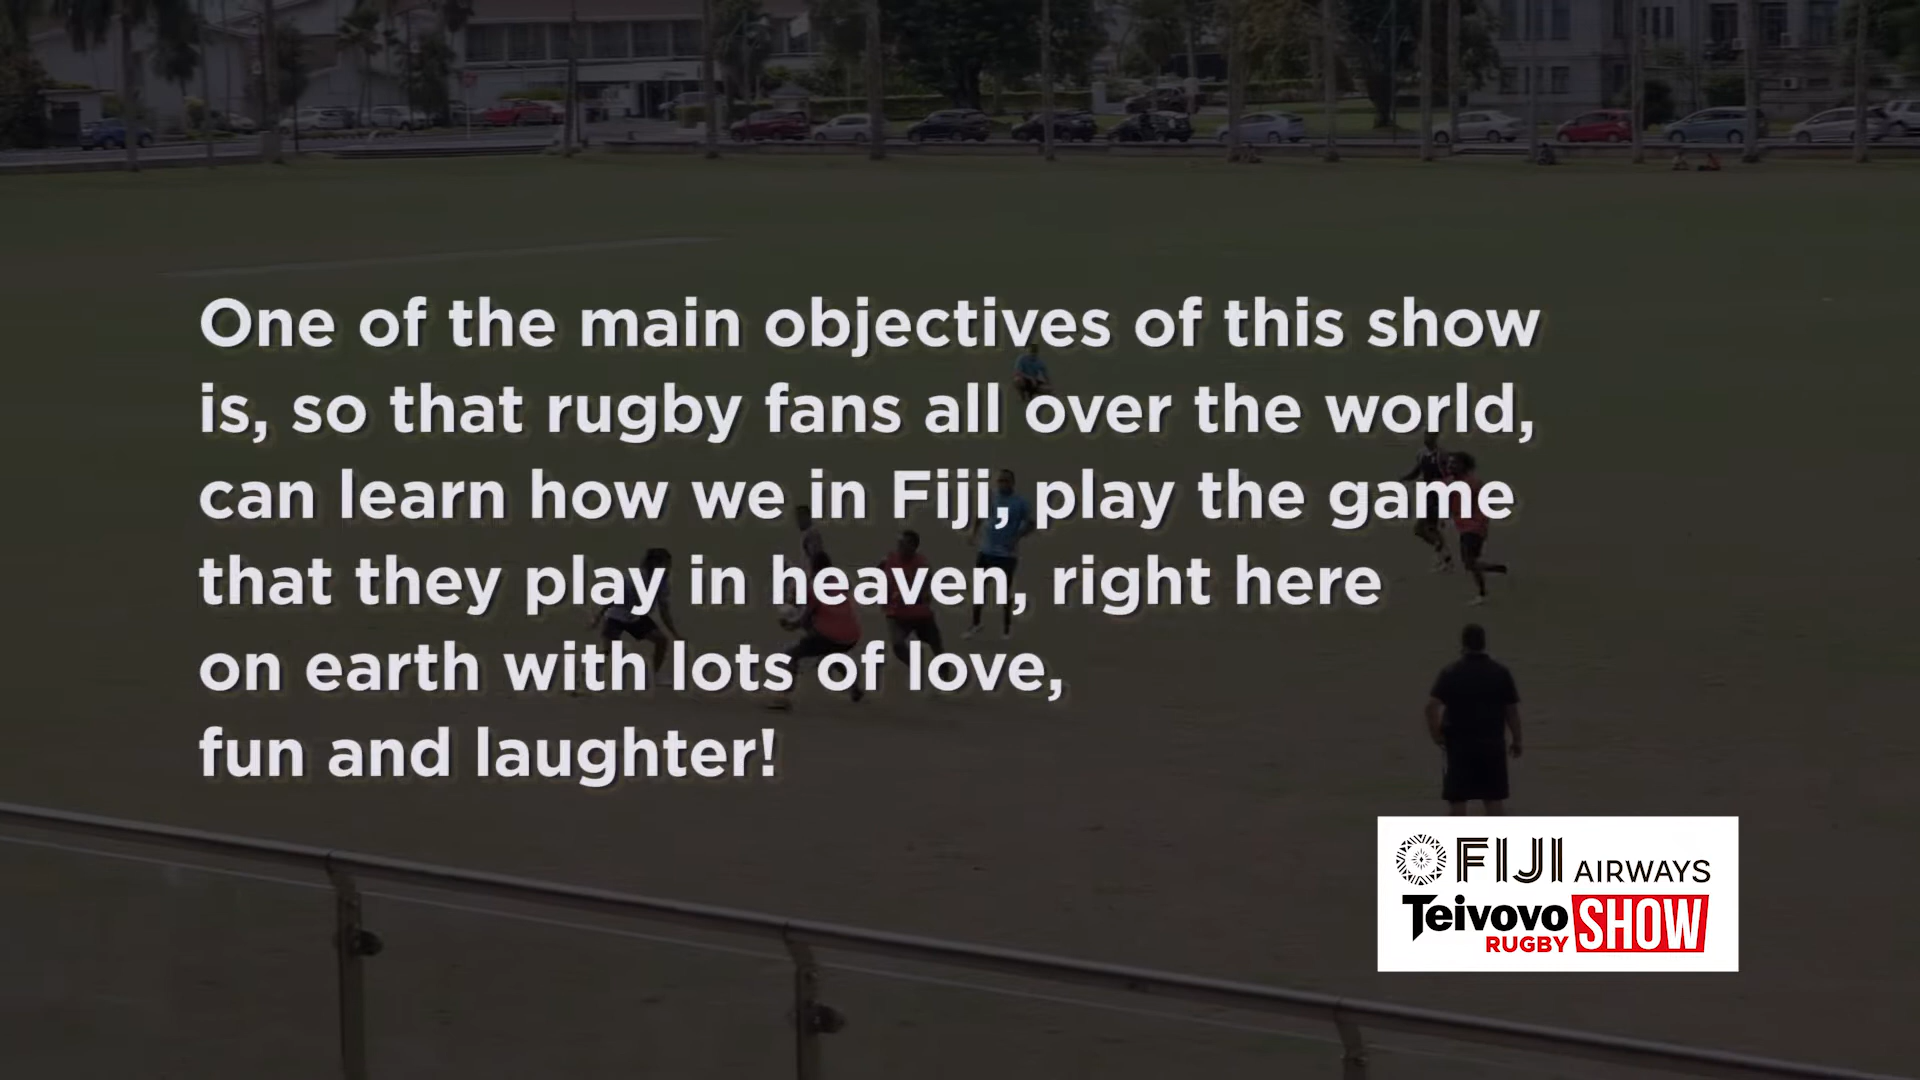 One of the main objectives of this show
is, so that rugby fans all over the world,
can learn how we in Fiji, play the game
that they play in heaven, right here
on earth with lots of love,
fun and laughter!
FIJI AIRWAYS
Teivovo SHOW
RUGBY